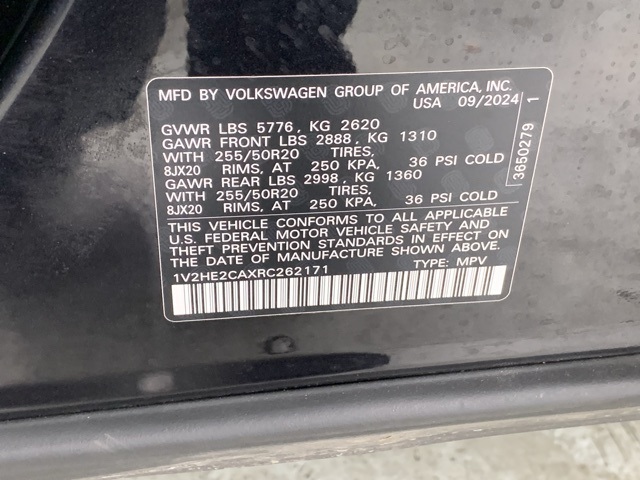 MFD BY VOLKSWAGEN GROUP OF AMERICA, INC.
USA 09/2024
GVWR LBS 5776, KG 2620
GAWR FRONT LBS 2888, KG 1310
WITH 255/50R20 TIRES,
8JX20 RIMS, AT 250 KPA, 36 PSI COLD
GAWR REAR LBS 2998, KG 1360
WITH 255/50R20 TIRES,
8JX20 RIMS, AT 250 KPA, 36 PSI COLD
THIS VEHICLE CONFORMS TO ALL APPLICABLE
U.S. FEDERAL MOTOR VEHICLE SAFETY AND
THEFT PREVENTION STANDARDS IN EFFECT ON
THE DATE OF MANUFACTURE SHOWN ABOVE.
1V2HE2CAXRC262171 TYPE: MPV
3650279 1